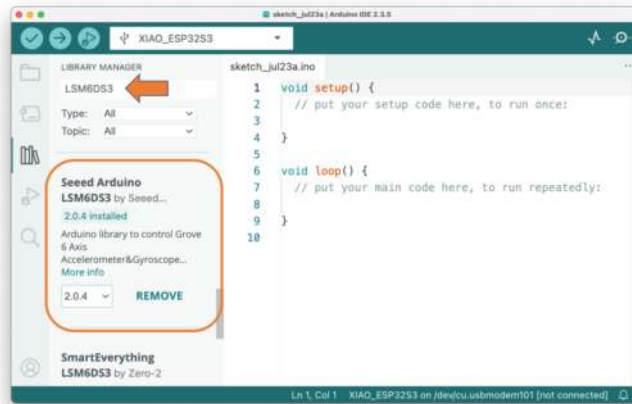 sketch_jul23a | Arduino IDE 2.3.5
XIAO_ESP32S3
LIBRARY MANAGER
LSM6DS3
Type: All
Topic: All
Seeed Arduino
LSM6DS3 by Seeed...
2.0.4 installed
Arduino library to control Grove
6 Axis
Accelerometer&Gyroscope...
More info
2.0.4
REMOVE
SmartEverything
LSM6DS3 by Zero-2
sketch_jul23a.ino
1 void setup() {
2 // put your setup code here, to run once:
3
4 }
5
6 void loop() {
7 // put your main code here, to run repeatedly:
8
9 }
10
Ln 1, Col 1 XIAO_ESP32S3 on /dev/cu.usbmodem101 [not connected]